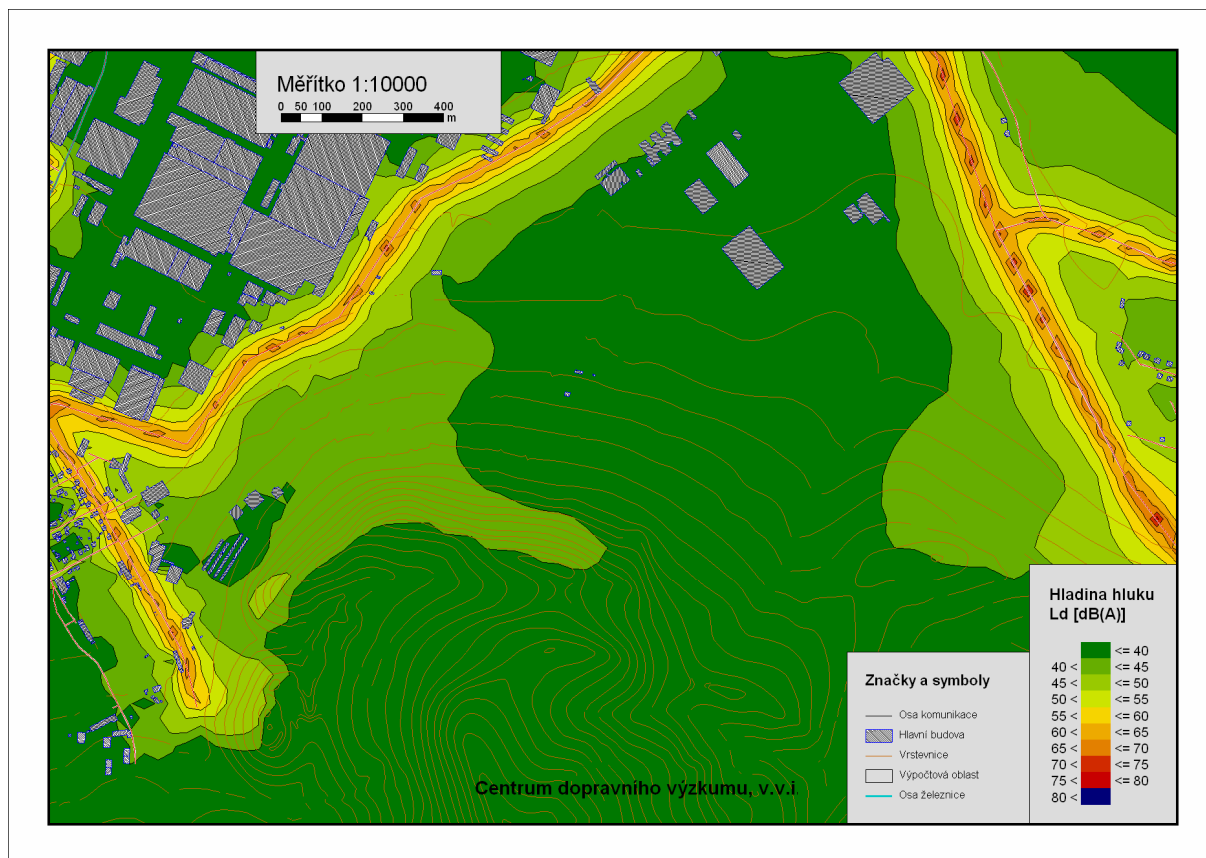 Měřítko 1:10000
0 50 100 200 300 400
m
Hladina hluku
Ld [dB(A)]
<= 40
40 < <= 45
45 < <= 50
50 < <= 55
55 < <= 60
60 < <= 65
65 < <= 70
70 < <= 75
75 < <= 80
80 <
Značky a symboly
Osa komunikace
Hlavní budova
Vrstevnice
Výpočtová oblast
Osa železnice
Centrum dopravního výzkumu, v.v.i